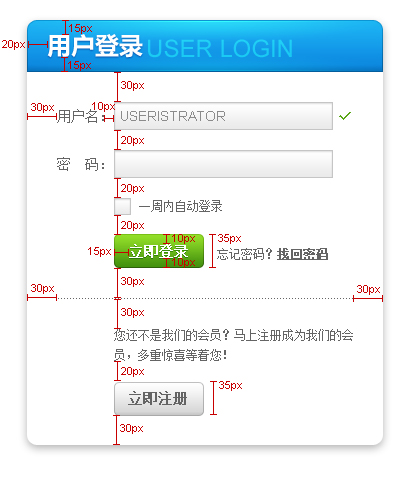 15px
20px 用户登录 USER LOGIN
15px
30px
30px 用户名： 10px USERISTRATOR
20px
密 码：
20px
一周内自动登录
20px
15px 立即登录 10px 10px 35px 忘记密码？找回密码
30px 30px 30px
30px
您还不是我们的会员？马上注册成为我们的会
员，多重惊喜等着您！
20px
立即注册 35px
30px